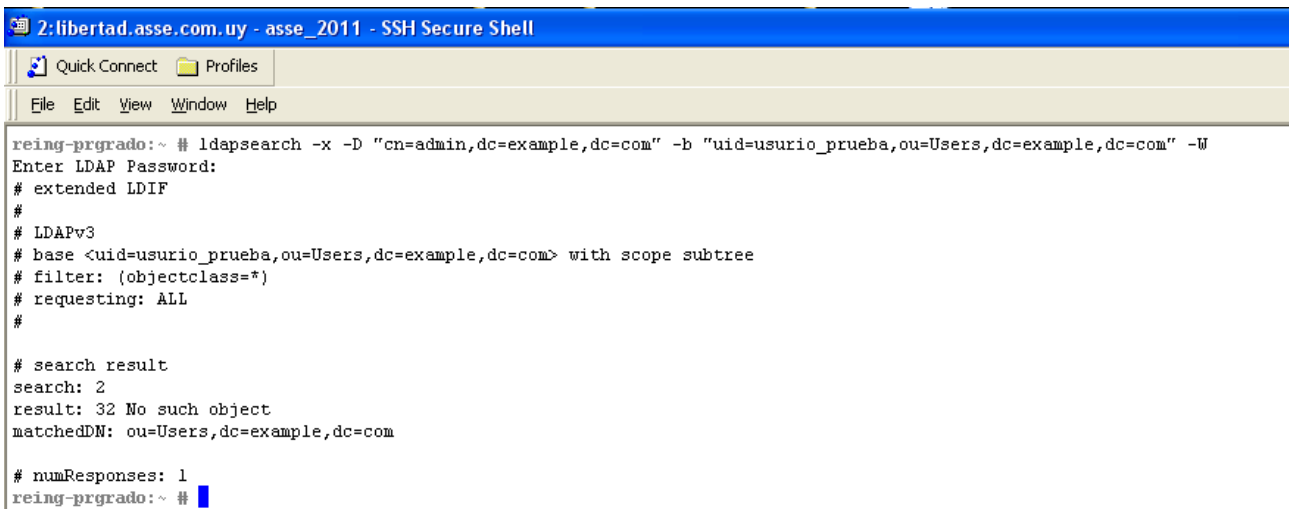 2:libertad.asse.com.uy - asse_2011 - SSH Secure Shell
Quick Connect Profiles
File Edit View Window Help
reing-prgrado:~ # ldapsearch -x -D "cn=admin,dc=example,dc=com" -b "uid=usurio_prueba,ou=Users,dc=example,dc=com" -W
Enter LDAP Password:
# extended LDIF
#
# LDAPv3
# base <uid=usurio_prueba,ou=Users,dc=example,dc=com> with scope subtree
# filter: (objectclass=*)
# requesting: ALL
#
# search result
search: 2
result: 32 No such object
matchedDN: ou=Users,dc=example,dc=com
# numResponses: 1
reing-prgrado:~ #